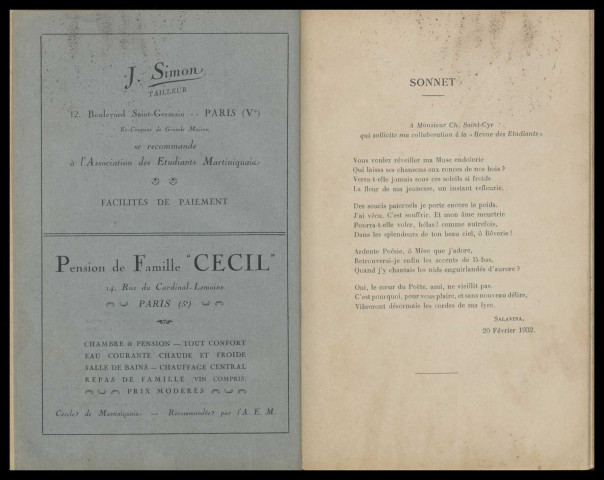 J. Simon
TAILLEUR
12. Boulevard Saint-Germain -- PARIS (Ve)
Ex-Coupeur de Grande Maison
se recommande
à l'Association des Etudiants Martiniquais
FACILITÉS DE PAIEMENT
Pension de Famille "CECIL"
14, Rue du Cardinal-Lemoine
PARIS (5e)
CHAMBRE & PENSION — TOUT CONFORT
EAU COURANTE CHAUDE ET FROIDE
SALLE DE BAINS — CHAUFFAGE CENTRAL
REPAS DE FAMILLE (VIN COMPRIS)
PRIX MODÉRÉS
Cercle de Martiniquais — Recommandée par l'A. E. M.
SONNET
A Monsieur Ch. Saint-Cyr
qui sollicite ma collaboration à la « Revue des Etudiants »
Vous voulez réveiller ma Muse endolorie
Qui laissa ses chansons aux ronces de nos bois ?
Verra-t-elle jamais sous ces soleils si froids
La fleur de ma jeunesse, un instant refleurie.
Des soucis paternels je porte encore le poids.
J'ai vécu. C'est souffrir. Et mon âme meurtrie
Pourra-t-elle voler, hélas ! comme autrefois,
Dans les splendeurs de ton beau ciel, ô Rêverie !
Ardente Poésie, ô Mère que j'adore,
Retrouverai-je enfin les accents de là-bas,
Quand j'y chantais les nids enguirlandés d'aurore ?
Oui, le cœur du Poète, ami, ne vieillit pas.
C'est pourquoi, pour vous plaire, et sans nouveau délire,
Vibreront désormais les cordes de ma lyre.
SALAVINA.
20 Février 1932.